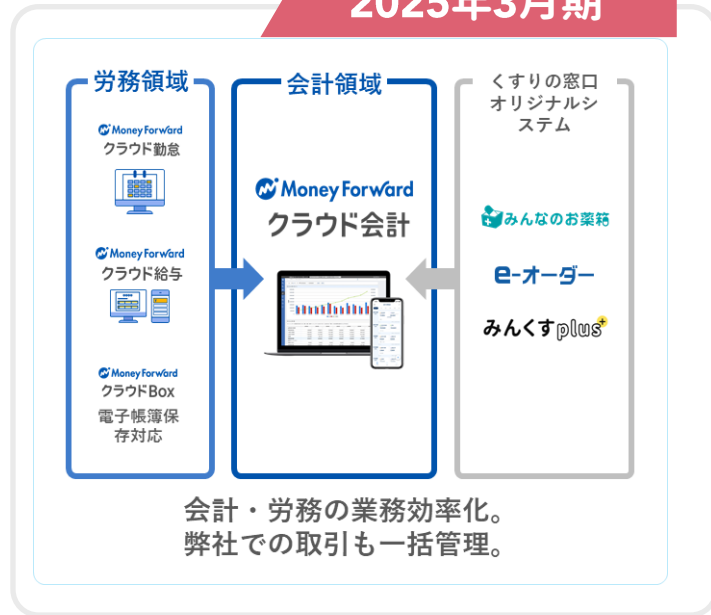 2025年3月期
労務領域
Money Forward
クラウド勤怠
Money Forward
クラウド給与
Money Forward
クラウドBox
電子帳簿保
存対応
会計領域
Money Forward
クラウド会計
くすりの窓口
オリジナルシ
ステム
みんなのお薬箱
e-オーダー
みんくすplus+
会計・労務の業務効率化。
弊社での取引も一括管理。